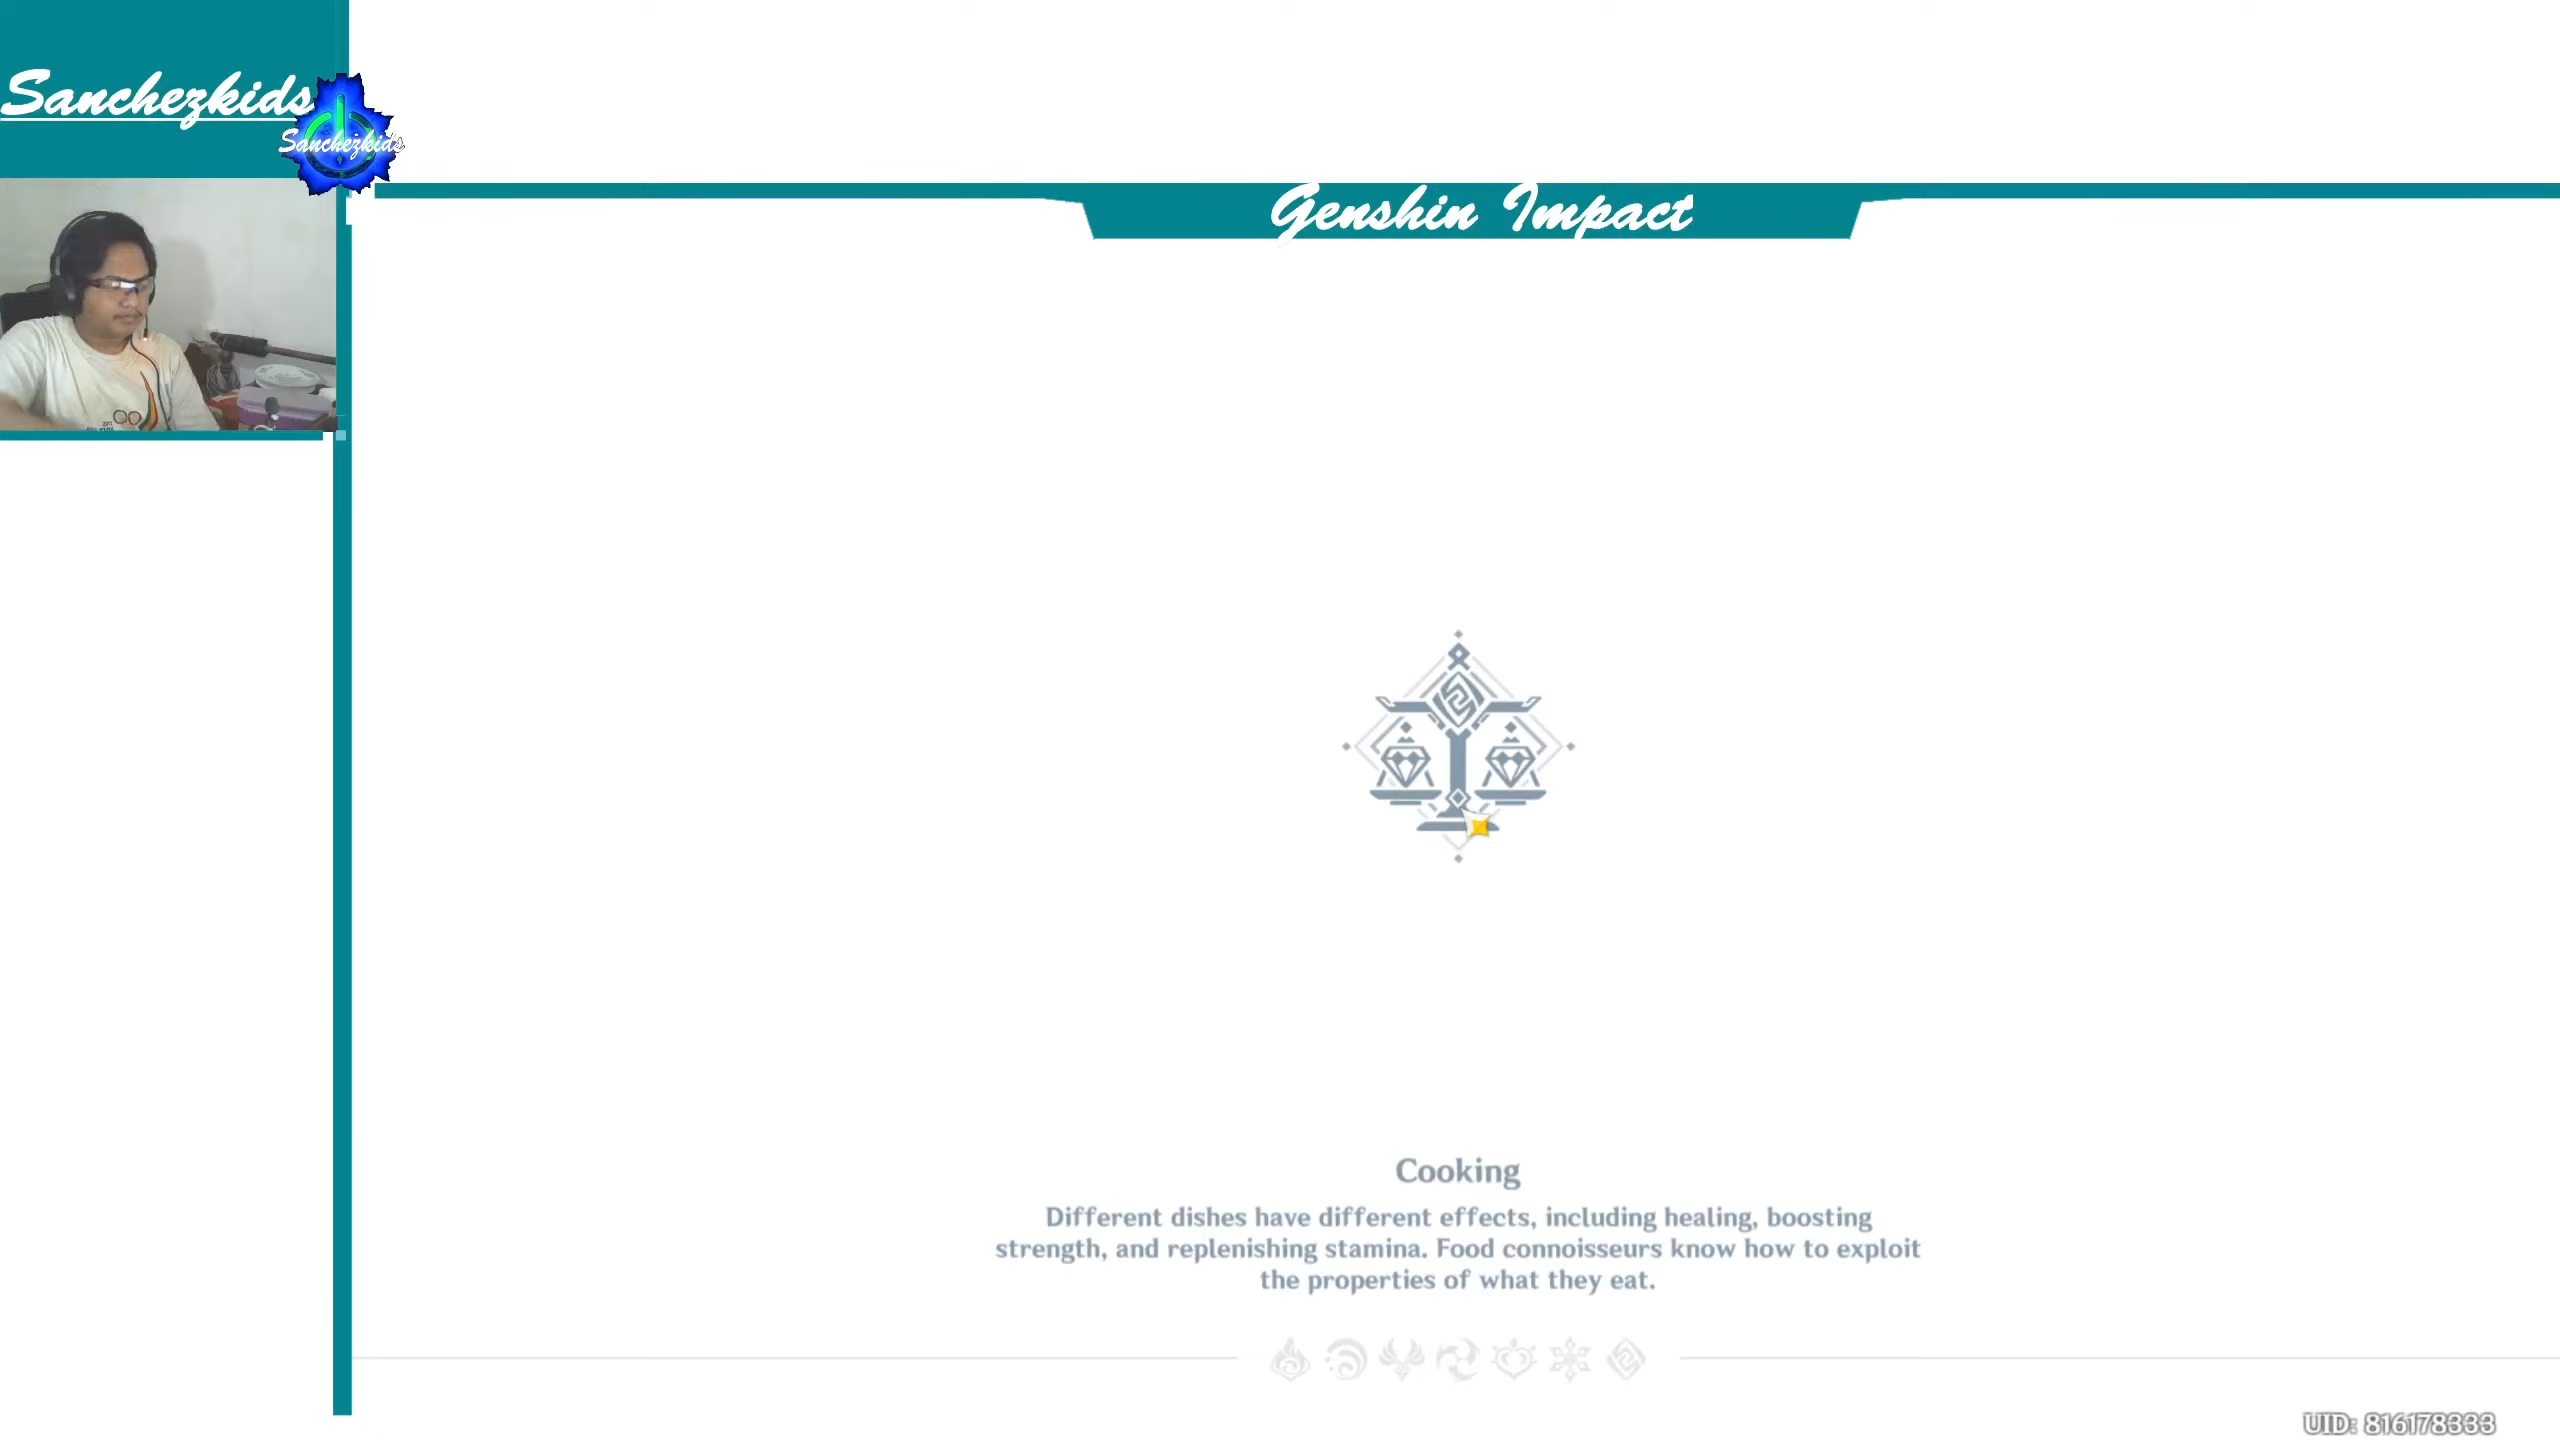 Sanchezkids
Sanchezkids
Genshin Impact
Cooking
Different dishes have different effects, including healing, boosting
strength, and replenishing stamina. Food connoisseurs know how to exploit
the properties of what they eat.
UID: 816178333